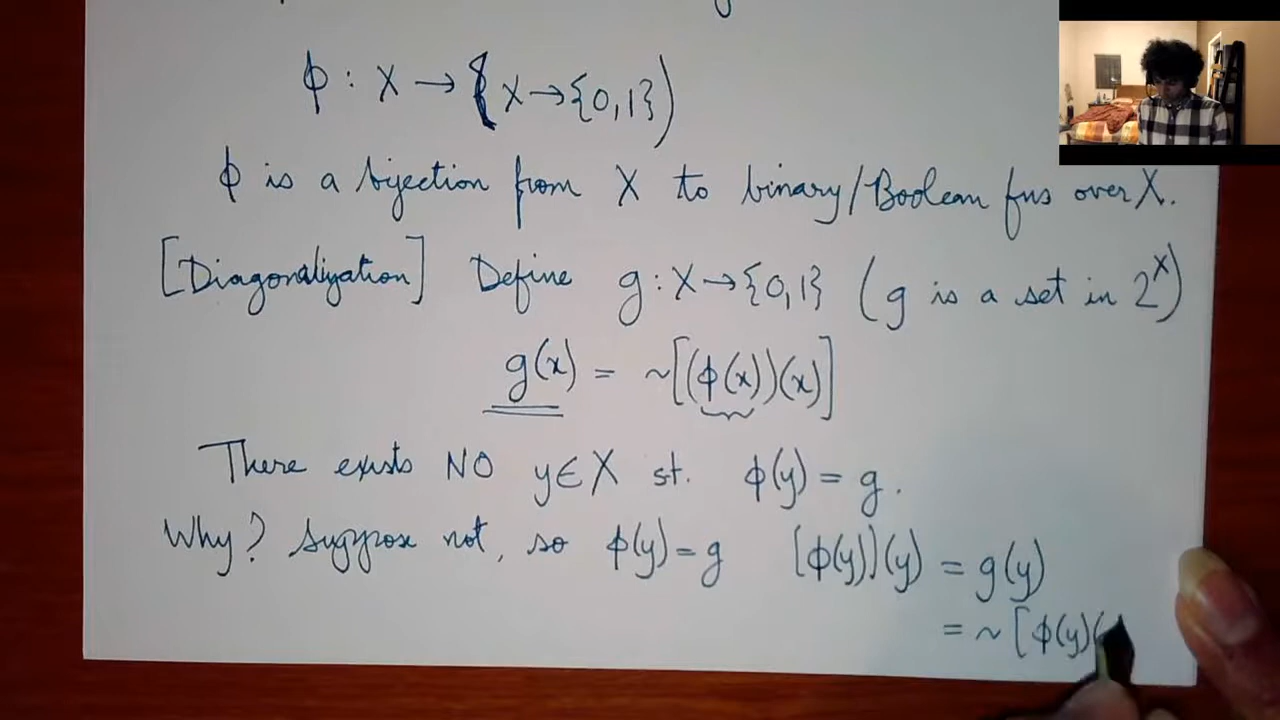 ϕ : X → (X → {0,1})
ϕ is a bijection from X to binary/Boolean fns over X.
[Diagonalization] Define g : X → {0,1} (g is a set in 2^X)
g(x) = ~[(ϕ(x))(x)]
There exists NO y ∈ X s.t. ϕ(y) = g.
Why? Suppose not, so ϕ(y) = g [ϕ(y)](y) = g(y)
= ~ [ϕ(y)(